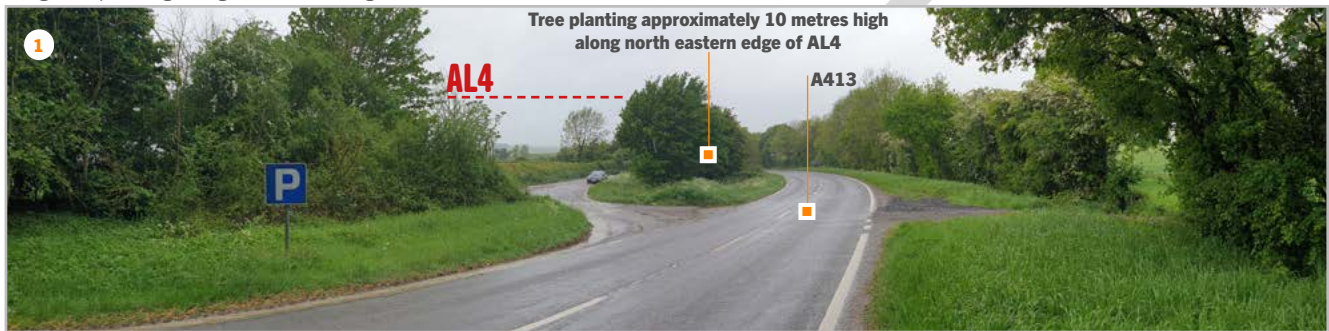 1
Tree planting approximately 10 metres high
along north eastern edge of AL4
AL4
A413
P